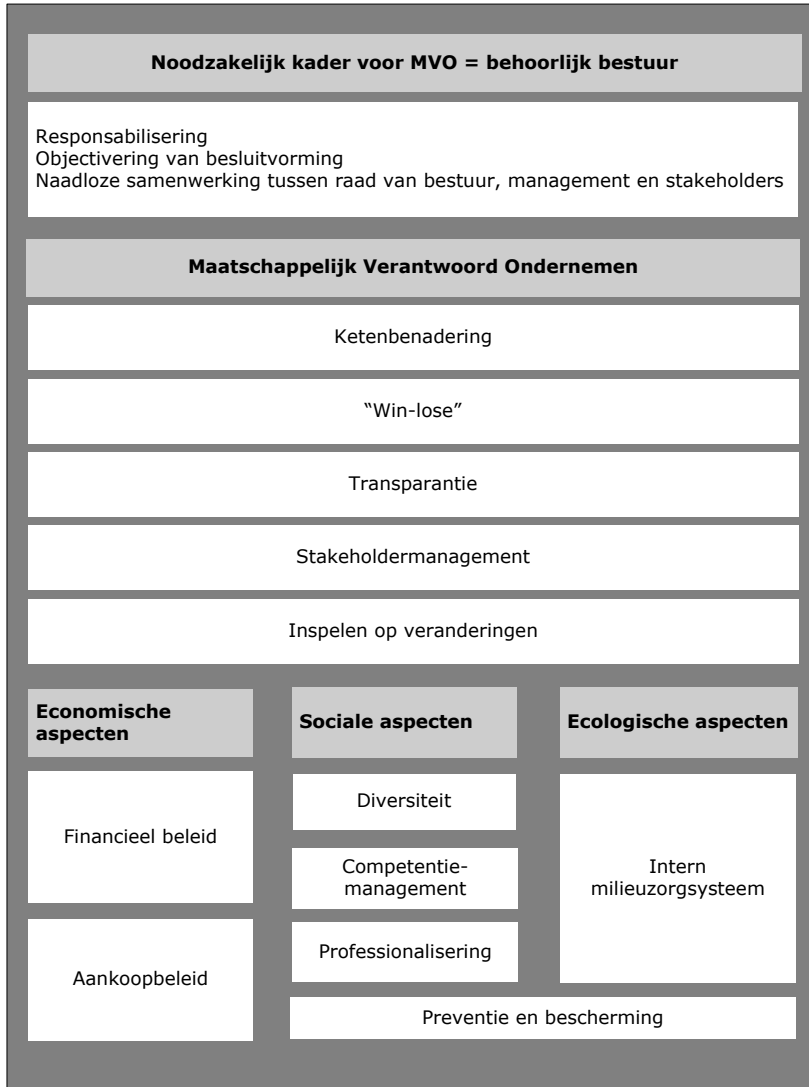 Noodzakelijk kader voor MVO = behoorlijk bestuur
Responsabilisering
Objectivering van besluitvorming
Naadloze samenwerking tussen raad van bestuur, management en stakeholders
Maatschappelijk Verantwoord Ondernemen
Ketenbenadering
“Win-lose”
Transparantie
Stakeholdermanagement
Inspelen op veranderingen
Economische
aspecten
Financieel beleid
Aankoopbeleid
Sociale aspecten
Diversiteit
Competentie-
management
Professionalisering
Ecologische aspecten
Intern
milieuzorgsysteem
Preventie en bescherming